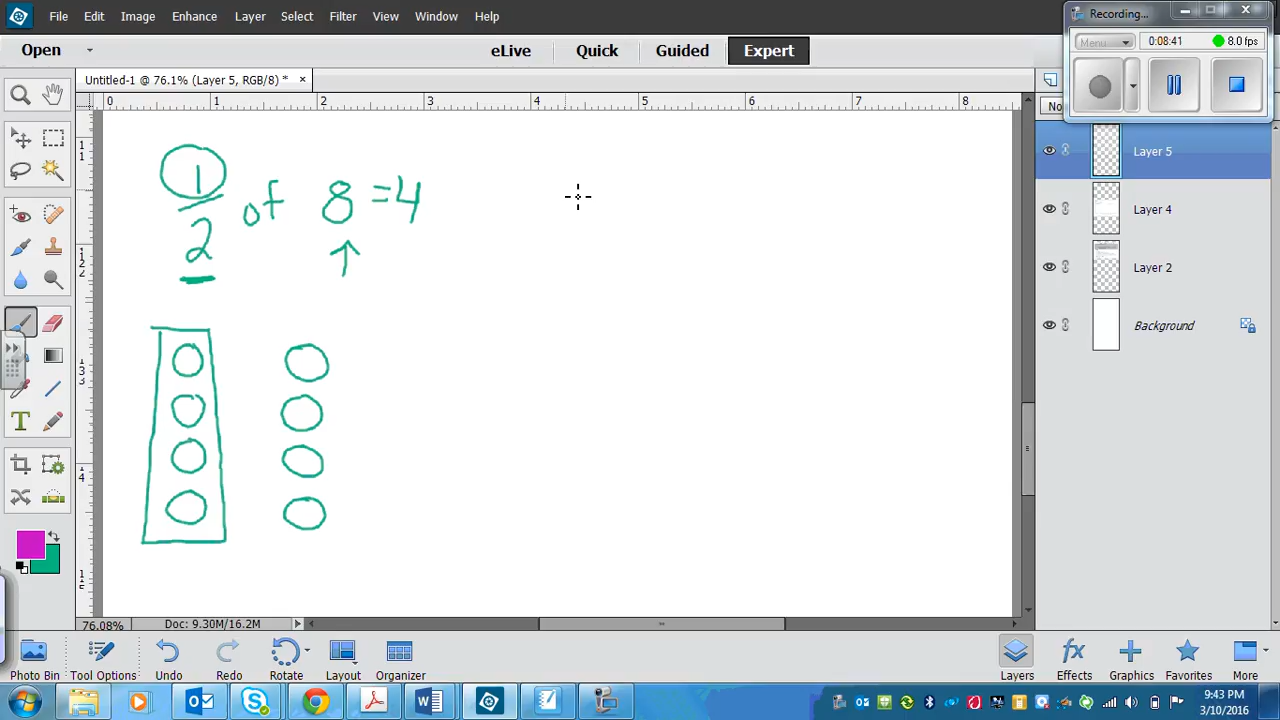 File Edit Image Enhance Layer Select Filter View Window Help
Recording...
Menu 0:08:41 8.0 fps
Open eLive Quick Guided Expert
Untitled-1 @ 76.1% (Layer 5, RGB/8) * ×
No
0 1 2 3 4 5 6 7 8
Layer 5
Layer 4
Layer 2
Background
1
2
of 8 =4
76.08% Doc: 9.30M/16.2M
Photo Bin Tool Options Undo Redo Rotate Layout Organizer Layers Effects Graphics Favorites More
9:43 PM
3/10/2016